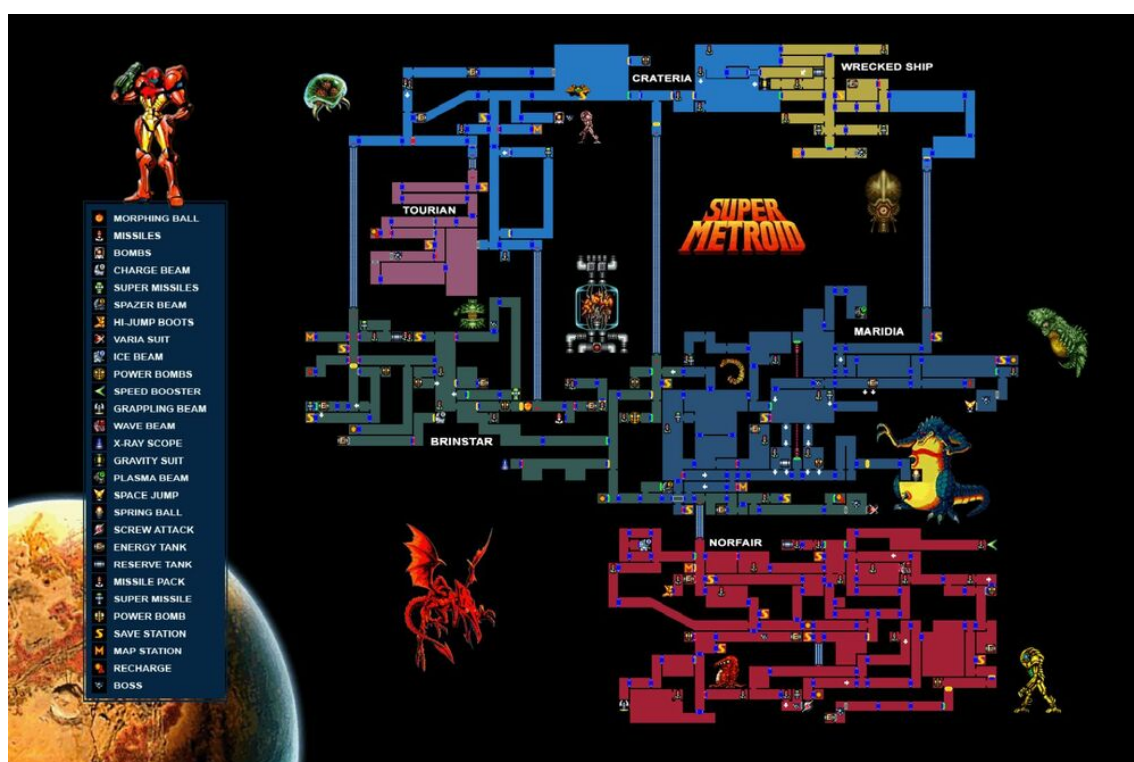 CRATERIA
WRECKED SHIP
TOURIAN
SUPER
METROID
MARIDIA
BRINSTAR
NORFAIR
MORPHING BALL
MISSILES
BOMBS
CHARGE BEAM
SUPER MISSILES
SPAZER BEAM
HI-JUMP BOOTS
VARIA SUIT
ICE BEAM
POWER BOMBS
SPEED BOOSTER
GRAPPLING BEAM
WAVE BEAM
X-RAY SCOPE
GRAVITY SUIT
PLASMA BEAM
SPACE JUMP
SPRING BALL
SCREW ATTACK
ENERGY TANK
RESERVE TANK
MISSILE PACK
SUPER MISSILE
POWER BOMB
S SAVE STATION
M MAP STATION
RECHARGE
BOSS